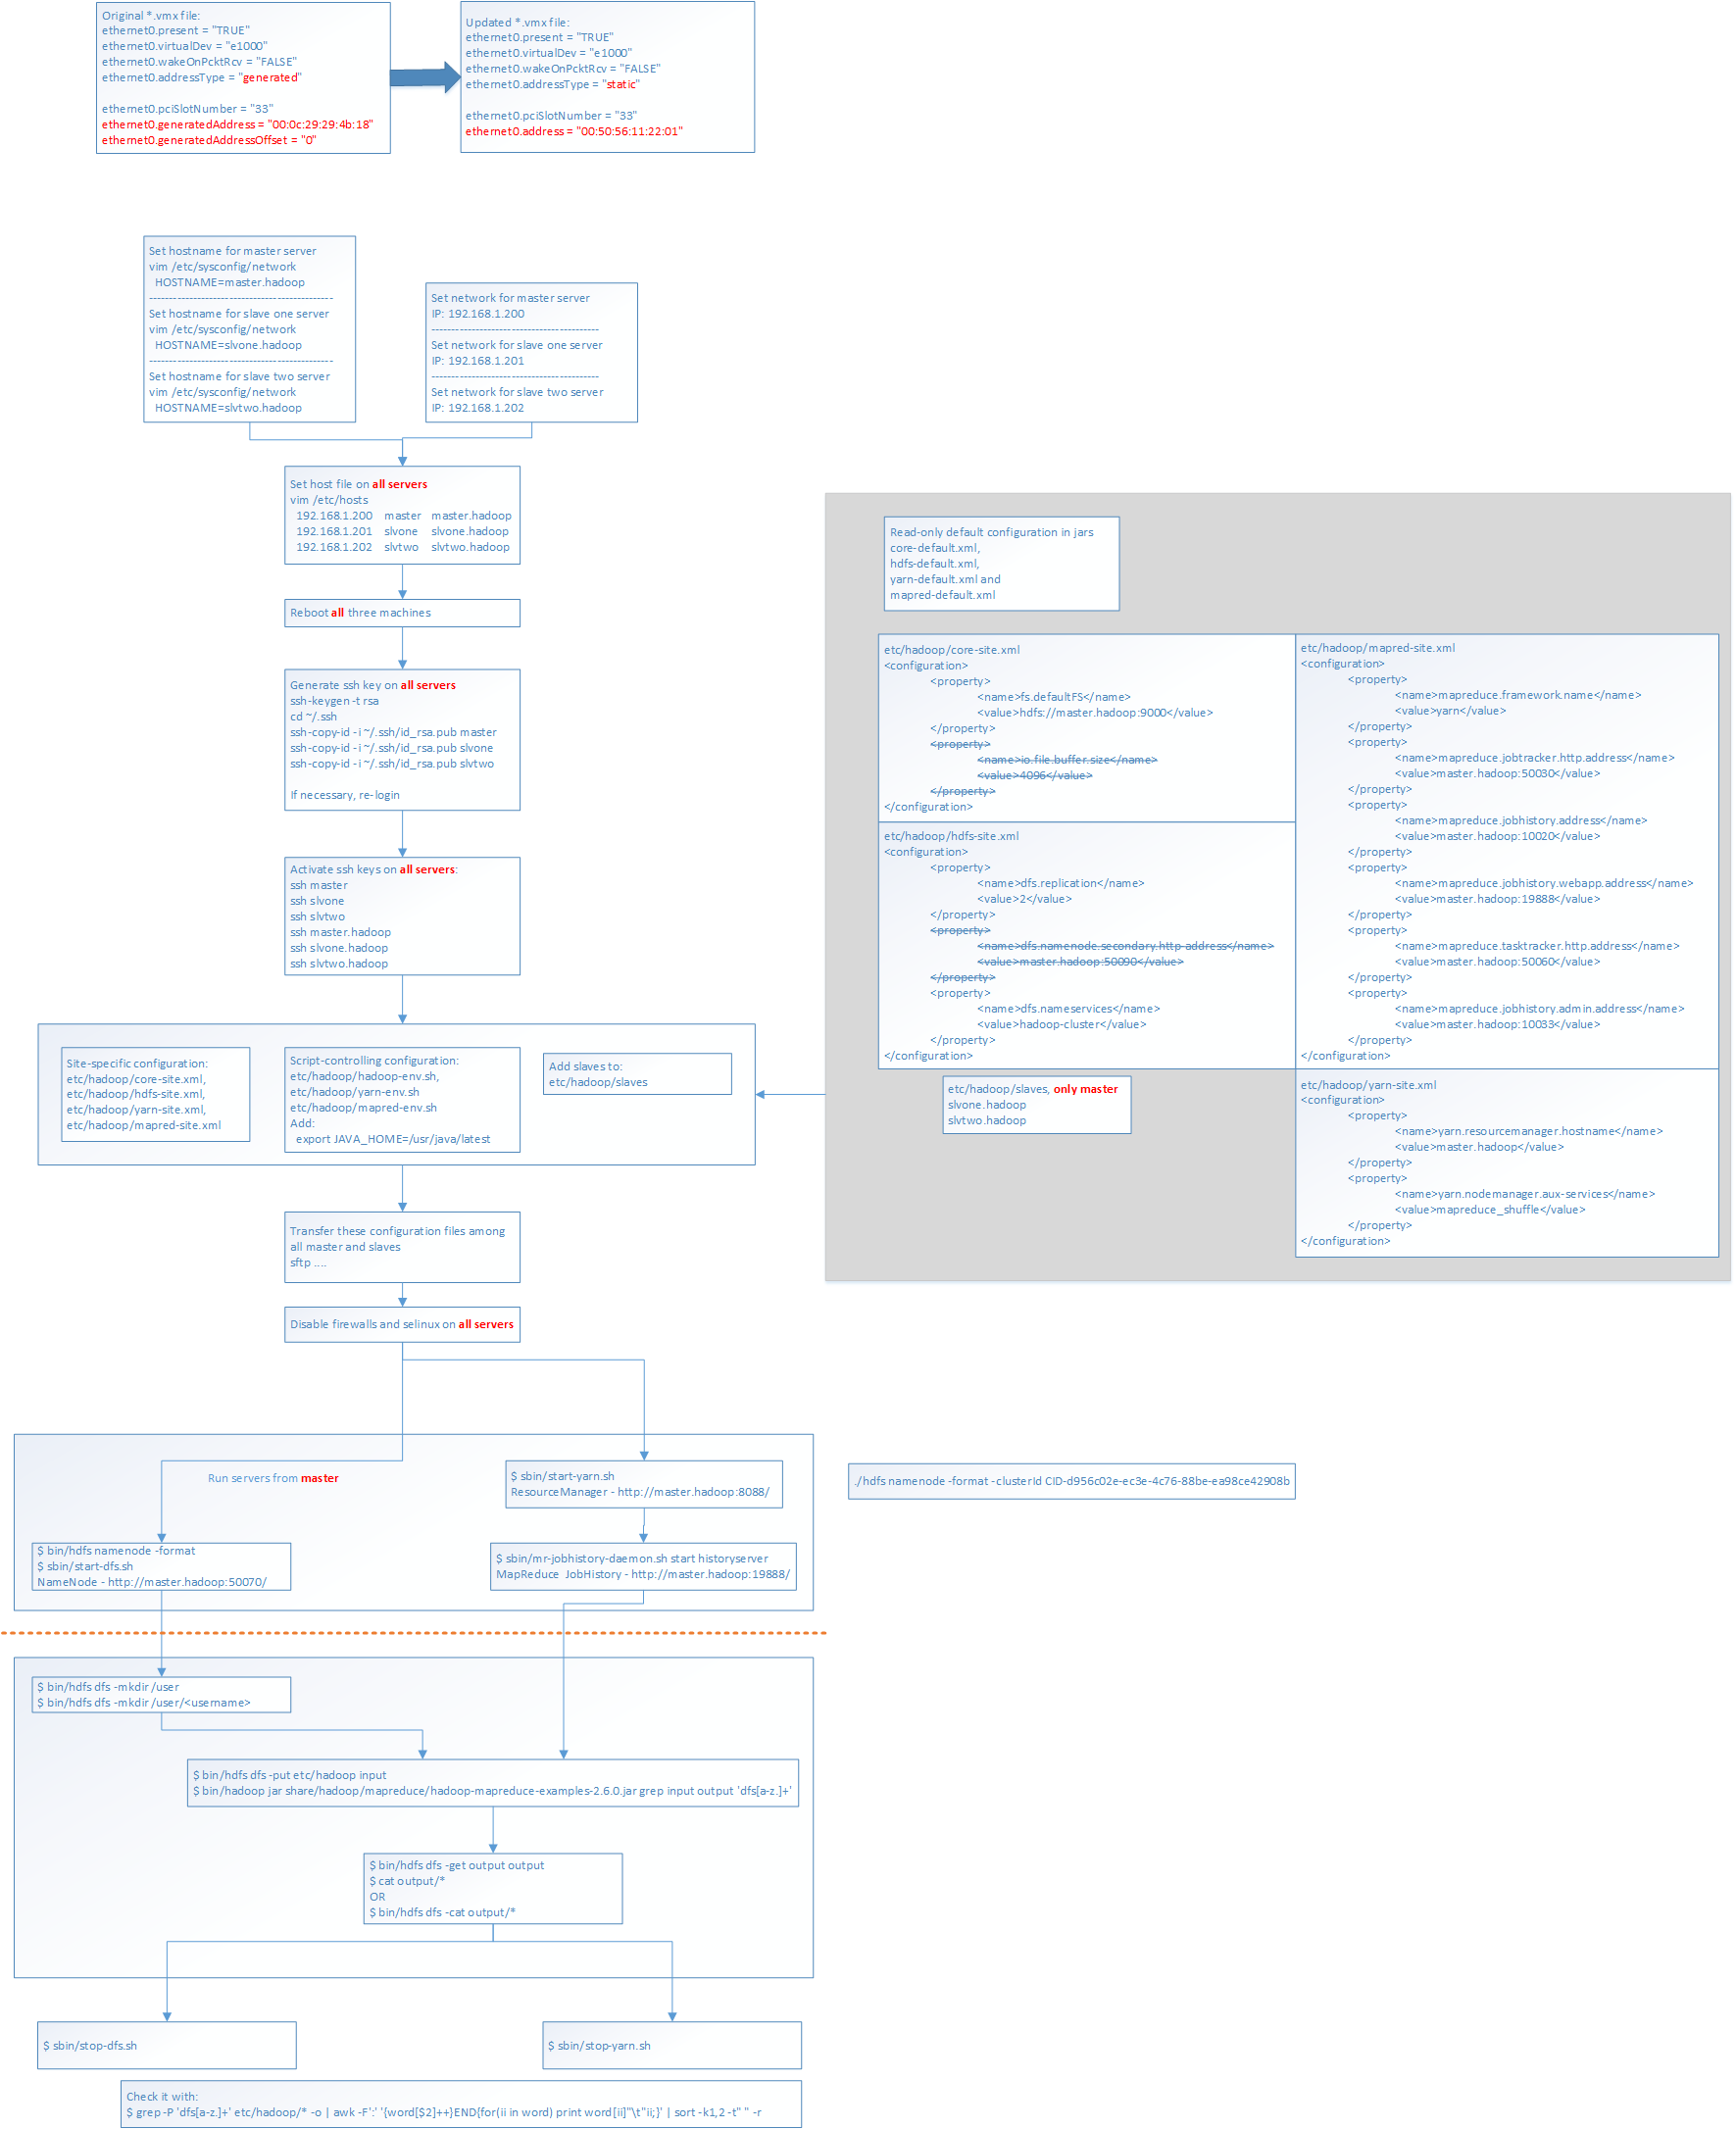 Original *.vmx file:
ethernet0.present = "TRUE"
ethernet0.virtualDev = "e1000"
ethernet0.wakeOnPcktRcv = "FALSE"
ethernet0.addressType = "generated"
ethernet0.pciSlotNumber = "33"
ethernet0.generatedAddress = "00:0c:29:29:4b:18"
ethernet0.generatedAddressOffset = "0"
Updated *.vmx file:
ethernet0.present = "TRUE"
ethernet0.virtualDev = "e1000"
ethernet0.wakeOnPcktRcv = "FALSE"
ethernet0.addressType = "static"
ethernet0.pciSlotNumber = "33"
ethernet0.address = "00:50:56:11:22:01"
Set hostname for master server
vim /etc/sysconfig/network
HOSTNAME=master.hadoop
----------------------------------------------
Set hostname for slave one server
vim /etc/sysconfig/network
HOSTNAME=slvone.hadoop
----------------------------------------------
Set hostname for slave two server
vim /etc/sysconfig/network
HOSTNAME=slvtwo.hadoop
Set network for master server
IP: 192.168.1.200
------------------------------------------
Set network for slave one server
IP: 192.168.1.201
------------------------------------------
Set network for slave two server
IP: 192.168.1.202
Set host file on all servers
vim /etc/hosts
192.168.1.200 master master.hadoop
192.168.1.201 slvone slvone.hadoop
192.168.1.202 slvtwo slvtwo.hadoop
Reboot all three machines
Generate ssh key on all servers
ssh-keygen -t rsa
cd ~/.ssh
ssh-copy-id -i ~/.ssh/id_rsa.pub master
ssh-copy-id -i ~/.ssh/id_rsa.pub slvone
ssh-copy-id -i ~/.ssh/id_rsa.pub slvtwo
If necessary, re-login
Activate ssh keys on all servers:
ssh master
ssh slvone
ssh slvtwo
ssh master.hadoop
ssh slvone.hadoop
ssh slvtwo.hadoop
Site-specific configuration:
etc/hadoop/core-site.xml,
etc/hadoop/hdfs-site.xml,
etc/hadoop/yarn-site.xml,
etc/hadoop/mapred-site.xml
Script-controlling configuration:
etc/hadoop/hadoop-env.sh,
etc/hadoop/yarn-env.sh
etc/hadoop/mapred-env.sh
Add:
export JAVA_HOME=/usr/java/latest
Add slaves to:
etc/hadoop/slaves
Read-only default configuration in jars
core-default.xml,
hdfs-default.xml,
yarn-default.xml and
mapred-default.xml
etc/hadoop/core-site.xml
<configuration>
<property>
<name>fs.defaultFS</name>
<value>hdfs://master.hadoop:9000</value>
</property>
<property>
<name>io.file.buffer.size</name>
<value>4096</value>
</property>
</configuration>
etc/hadoop/hdfs-site.xml
<configuration>
<property>
<name>dfs.replication</name>
<value>2</value>
</property>
<property>
<name>dfs.namenode.secondary.http-address</name>
<value>master.hadoop:50090</value>
</property>
<property>
<name>dfs.nameservices</name>
<value>hadoop-cluster</value>
</property>
</configuration>
etc/hadoop/mapred-site.xml
<configuration>
<property>
<name>mapreduce.framework.name</name>
<value>yarn</value>
</property>
<property>
<name>mapreduce.jobtracker.http.address</name>
<value>master.hadoop:50030</value>
</property>
<property>
<name>mapreduce.jobhistory.address</name>
<value>master.hadoop:10020</value>
</property>
<property>
<name>mapreduce.jobhistory.webapp.address</name>
<value>master.hadoop:19888</value>
</property>
<property>
<name>mapreduce.tasktracker.http.address</name>
<value>master.hadoop:50060</value>
</property>
<property>
<name>mapreduce.jobhistory.admin.address</name>
<value>master.hadoop:10033</value>
</property>
</configuration>
etc/hadoop/slaves, only master
slvone.hadoop
slvtwo.hadoop
etc/hadoop/yarn-site.xml
<configuration>
<property>
<name>yarn.resourcemanager.hostname</name>
<value>master.hadoop</value>
</property>
<property>
<name>yarn.nodemanager.aux-services</name>
<value>mapreduce_shuffle</value>
</property>
</configuration>
Transfer these configuration files among
all master and slaves
sftp ....
Disable firewalls and selinux on all servers
Run servers from master
$ sbin/start-yarn.sh
ResourceManager - http://master.hadoop:8088/
./hdfs namenode -format -clusterId CID-d956c02e-ec3e-4c76-88be-ea98ce42908b
$ bin/hdfs namenode -format
$ sbin/start-dfs.sh
NameNode - http://master.hadoop:50070/
$ sbin/mr-jobhistory-daemon.sh start historyserver
MapReduce JobHistory - http://master.hadoop:19888/
$ bin/hdfs dfs -mkdir /user
$ bin/hdfs dfs -mkdir /user/<username>
$ bin/hdfs dfs -put etc/hadoop input
$ bin/hadoop jar share/hadoop/mapreduce/hadoop-mapreduce-examples-2.6.0.jar grep input output 'dfs[a-z.]+'
$ bin/hdfs dfs -get output output
$ cat output/*
OR
$ bin/hdfs dfs -cat output/*
$ sbin/stop-dfs.sh
$ sbin/stop-yarn.sh
Check it with:
$ grep -P 'dfs[a-z.]+' etc/hadoop/* -o | awk -F':' '{word[$2]++}END{for(ii in word) print word[ii]"\t"ii;}' | sort -k1,2 -t" " -r